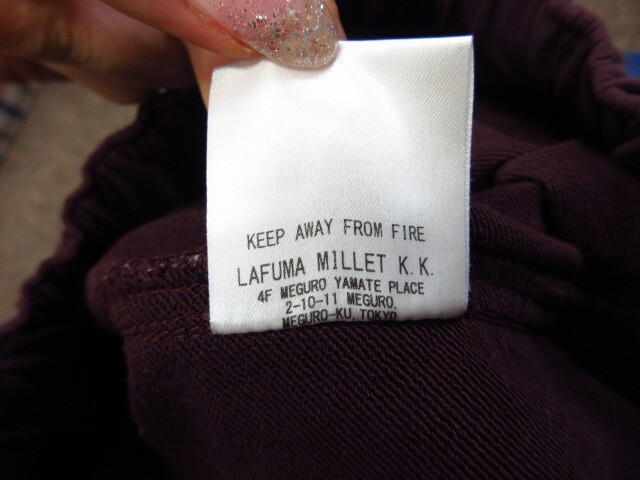 KEEP AWAY FROM FIRE
LAFUMA MILLET K.K.
4F MEGURO YAMATE PLACE
2-10-11 MEGURO,
MEGURO-KU, TOKYO